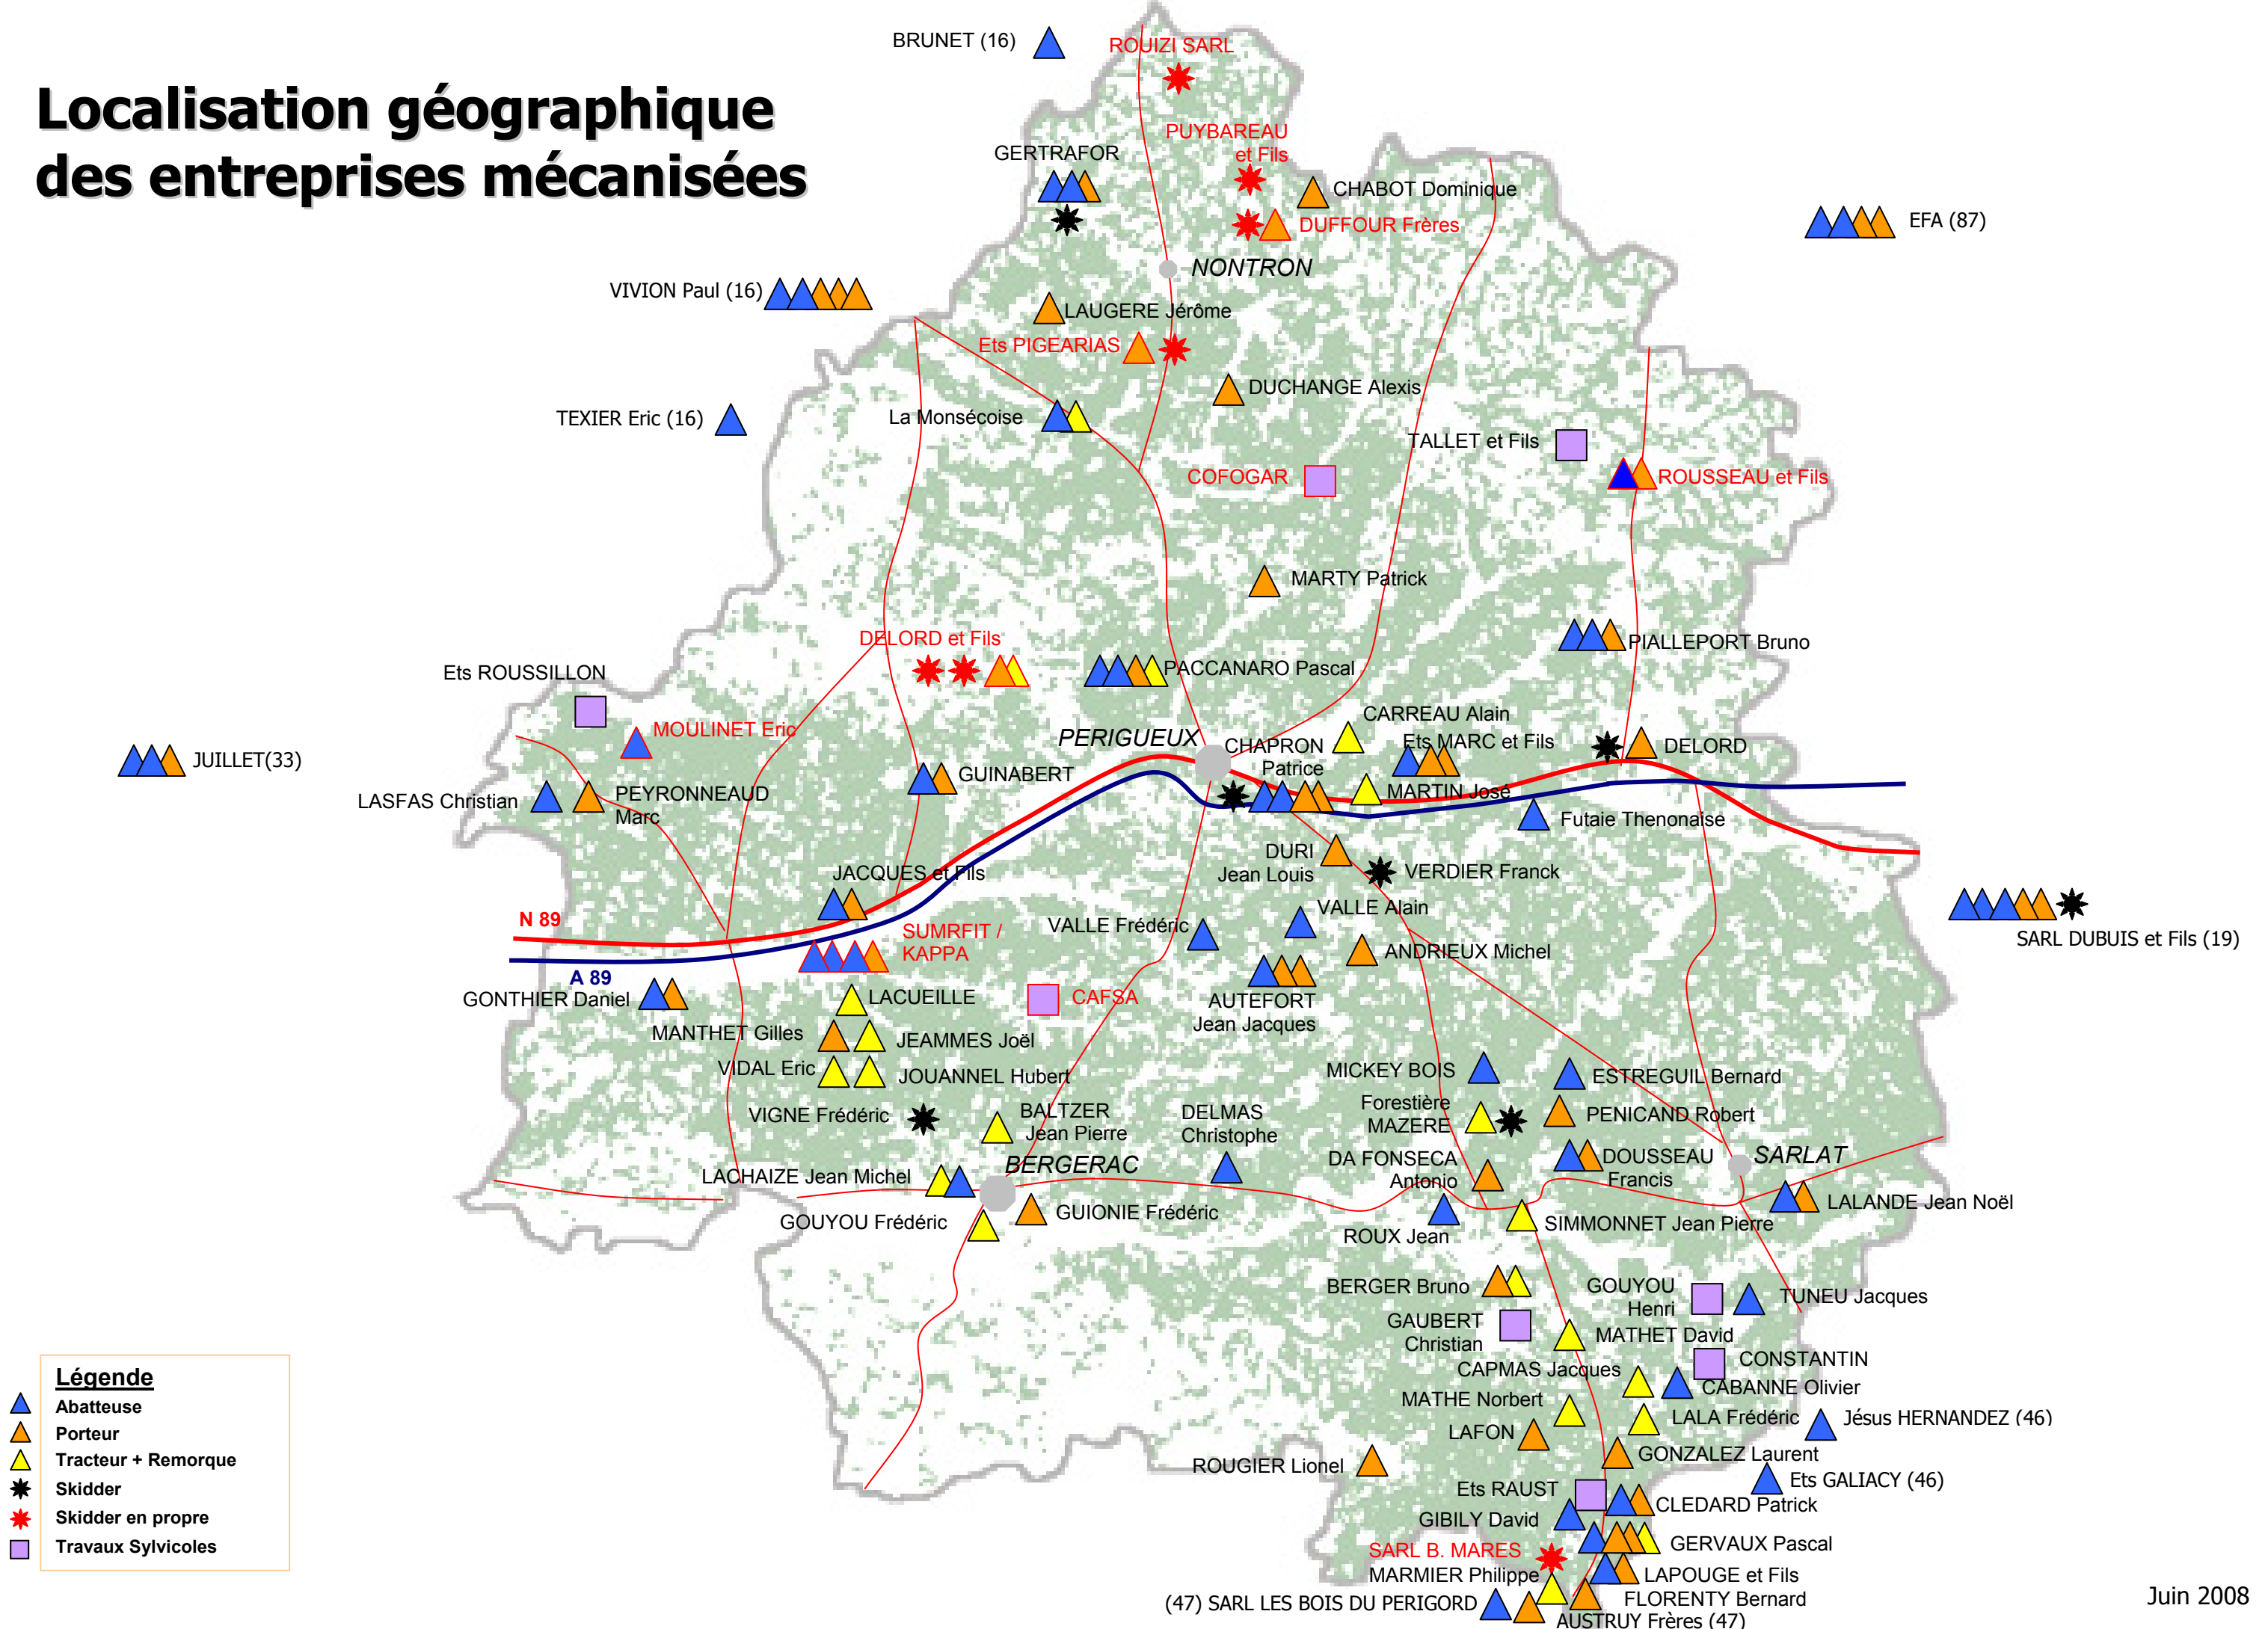 Localisation géographique
des entreprises mécanisées
BRUNET (16)
ROUIZI SARL
PUYBAREAU
et Fils
GERTRAFOR
CHABOT Dominique
DUFFOUR Frères
EFA (87)
NONTRON
VIVION Paul (16)
LAUGERE Jérôme
Ets PIGEARIAS
DUCHANGE Alexis
TEXIER Eric (16)
La Monsécoise
TALLET et Fils
COFOGAR
ROUSSEAU et Fils
MARTY Patrick
DELORD et Fils
PIALLEPORT Bruno
Ets ROUSSILLON
PACCANARO Pascal
MOULINET Eric
CARREAU Alain
PERIGUEUX
CHAPRON
Patrice
Ets MARC et Fils
DELORD
JUILLET(33)
GUINABERT
LASFAS Christian
PEYRONNEAUD
Marc
MARTIN José
Futaie Thenonaise
DURI
Jean Louis
VERDIER Franck
JACQUES et Fils
N 89
VALLE Alain
VALLE Frédéric
SUMRFIT /
KAPPA
SARL DUBUIS et Fils (19)
ANDRIEUX Michel
A 89
GONTHIER Daniel
LACUEILLE
CAFSA
AUTEFORT
Jean Jacques
MANTHET Gilles
JEAMMES Joël
VIDAL Eric
JOUANNEL Hubert
MICKEY BOIS
ESTREGUIL Bernard
VIGNE Frédéric
BALTZER
Jean Pierre
DELMAS
Christophe
Forestière
MAZERE
PENICAND Robert
BERGERAC
SARLAT
DA FONSECA
Antonio
DOUSSEAU
Francis
LACHAIZE Jean Michel
LALANDE Jean Noël
GOUYOU Frédéric
GUIONIE Frédéric
ROUX Jean
SIMMONNET Jean Pierre
BERGER Bruno
GOUYOU
Henri
TUNEU Jacques
GAUBERT
Christian
MATHET David
CAPMAS Jacques
CONSTANTIN
CABANNE Olivier
MATHE Norbert
LALA Frédéric
Jésus HERNANDEZ (46)
LAFON
GONZALEZ Laurent
ROUGIER Lionel
Ets GALIACY (46)
Ets RAUST
CLEDARD Patrick
GIBILY David
GERVAUX Pascal
SARL B. MARES
MARMIER Philippe
LAPOUGE et Fils
FLORENTY Bernard
(47) SARL LES BOIS DU PERIGORD
AUSTRUY Frères (47)
Légende
Abatteuse
Porteur
Tracteur + Remorque
Skidder
Skidder en propre
Travaux Sylvicoles
Juin 2008